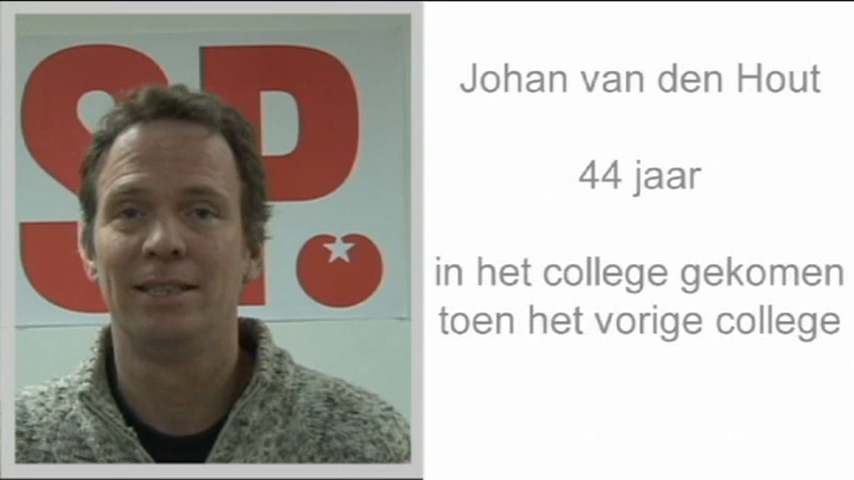 SP.
Johan van den Hout
44 jaar
in het college gekomen
toen het vorige college